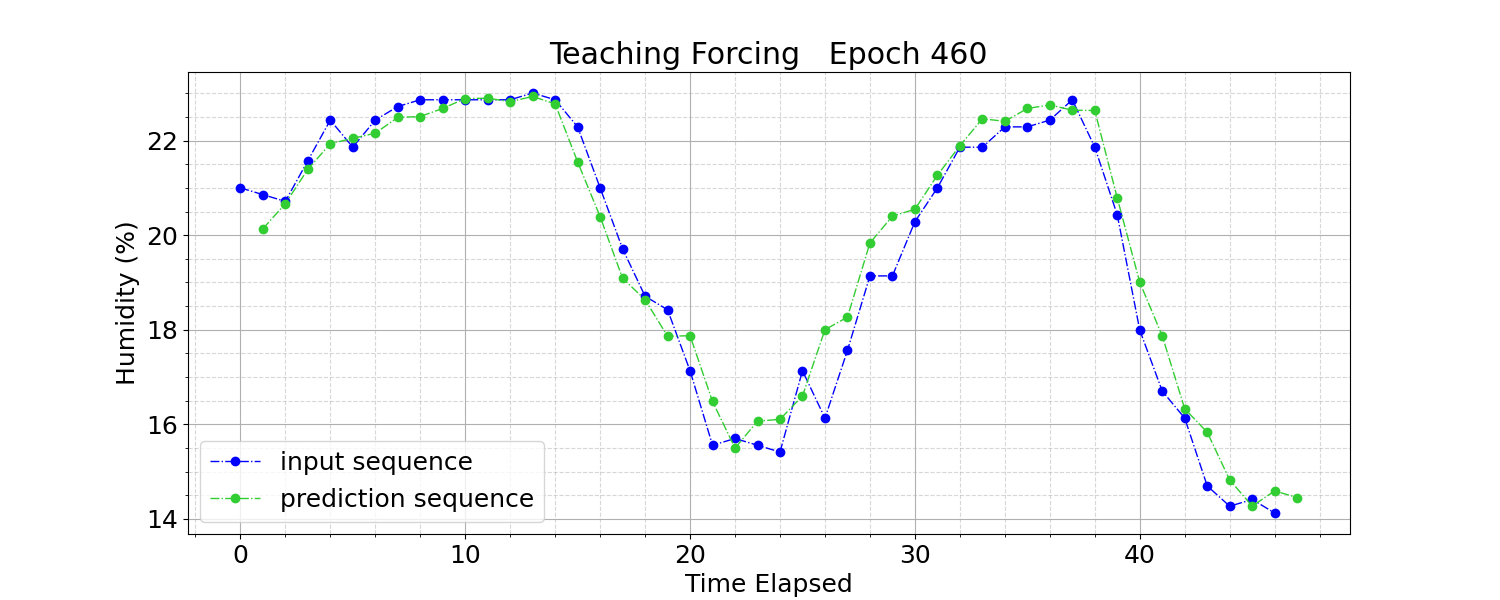 Teaching Forcing   Epoch 460
Humidity (%)
22
20
18
16
14
input sequence
prediction sequence
0 10 20 30 40
Time Elapsed